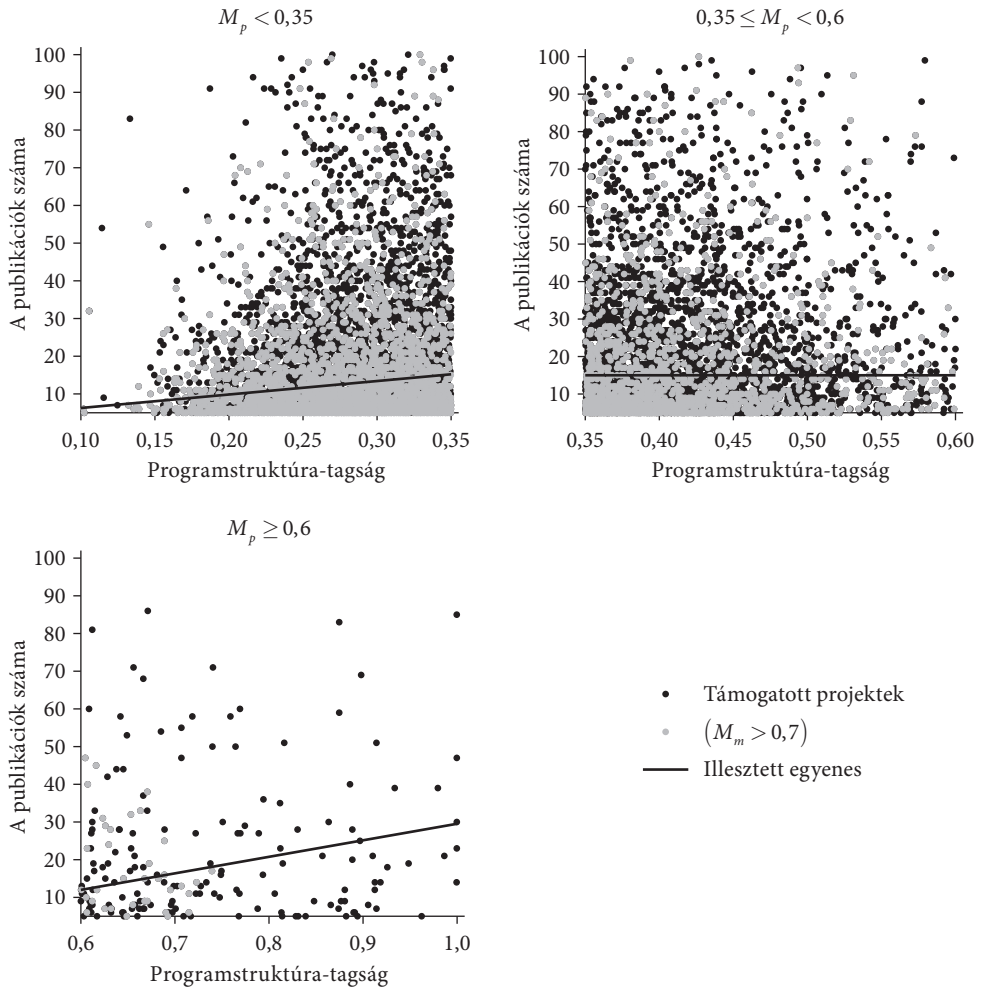 M_p < 0,35
A publikációk száma
100
90
80
70
60
50
40
30
20
10
0,10 0,15 0,20 0,25 0,30 0,35
Programstruktúra-tagság
0,35 ≤ M_p < 0,6
A publikációk száma
100
90
80
70
60
50
40
30
20
10
0,35 0,40 0,45 0,50 0,55 0,60
Programstruktúra-tagság
M_p ≥ 0,6
A publikációk száma
100
90
80
70
60
50
40
30
20
10
0,6 0,7 0,8 0,9 1,0
Programstruktúra-tagság
Támogatott projektek
(M_m > 0,7)
Illesztett egyenes